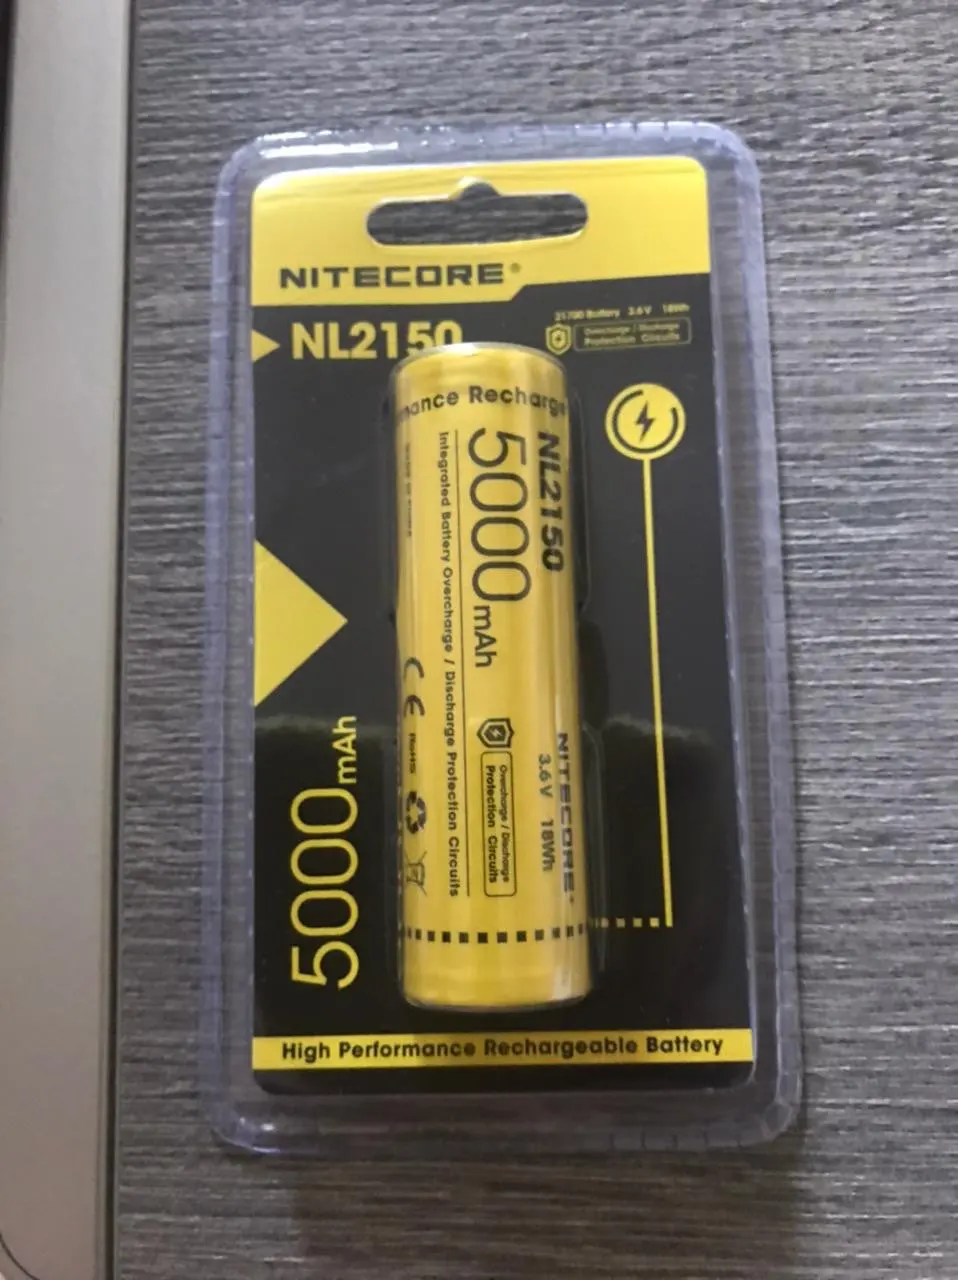 NITECORE®
NL2150
21700 Battery 3.6V 18Wh
Overcharge / Discharge
Protection Circuits
mance Recharge
NL2150
NITECORE®
3.6V 18Wh
5000mAh
Overcharge / Discharge
Protection Circuits
Integrated Battery Overcharge / Discharge Protection Circuits
CE RoHS
5000mAh
High Performance Rechargeable Battery